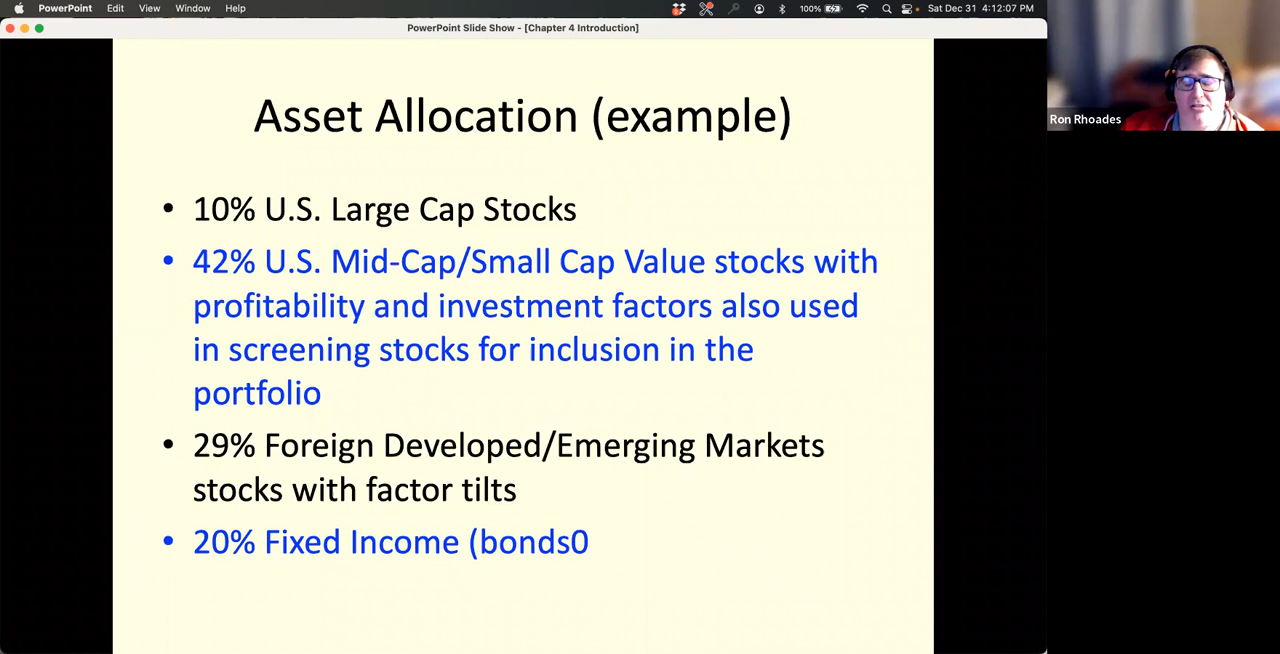 PowerPoint Edit View Window Help 100% Sat Dec 31 4:12:07 PM
PowerPoint Slide Show - [Chapter 4 Introduction]
Ron Rhoades
Asset Allocation (example)
• 10% U.S. Large Cap Stocks
• 42% U.S. Mid-Cap/Small Cap Value stocks with
profitability and investment factors also used
in screening stocks for inclusion in the
portfolio
• 29% Foreign Developed/Emerging Markets
stocks with factor tilts
• 20% Fixed Income (bonds0